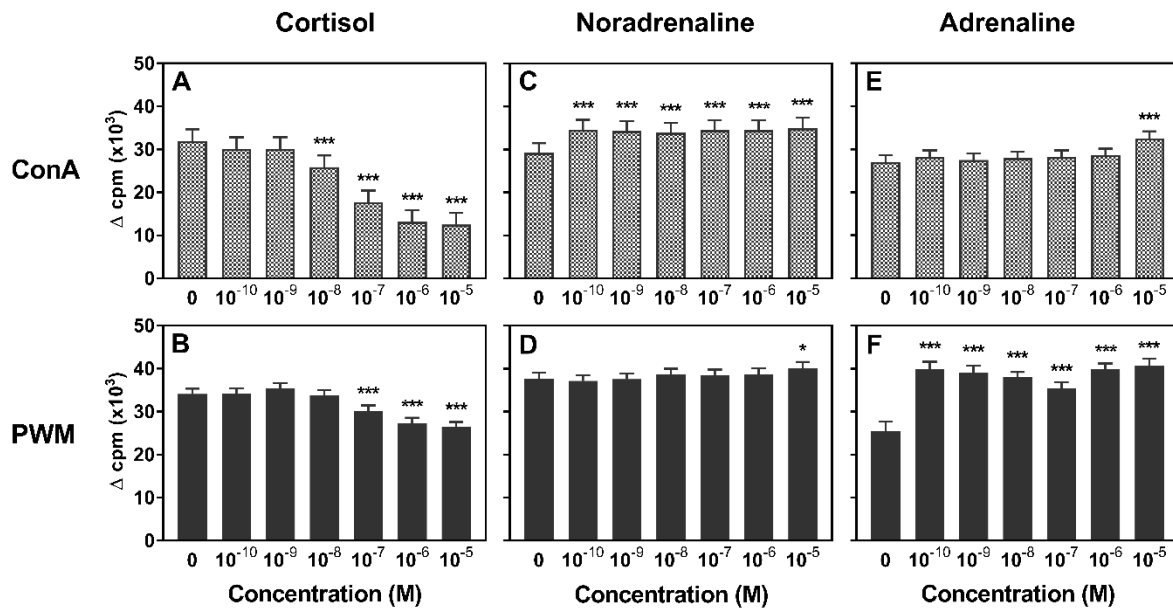 Cortisol Noradrenaline Adrenaline
A C E
50
40
30
20
10
0
*** *** *** ***
*** *** *** *** *** ***
***
ConA
Δ cpm (x10³)
0 10⁻¹⁰ 10⁻⁹ 10⁻⁸ 10⁻⁷ 10⁻⁶ 10⁻⁵
0 10⁻¹⁰ 10⁻⁹ 10⁻⁸ 10⁻⁷ 10⁻⁶ 10⁻⁵
0 10⁻¹⁰ 10⁻⁹ 10⁻⁸ 10⁻⁷ 10⁻⁶ 10⁻⁵
B D F
50
40
30
20
10
0
*** *** ***
*
*** *** *** *** *** ***
PWM
Δ cpm (x10³)
0 10⁻¹⁰ 10⁻⁹ 10⁻⁸ 10⁻⁷ 10⁻⁶ 10⁻⁵
0 10⁻¹⁰ 10⁻⁹ 10⁻⁸ 10⁻⁷ 10⁻⁶ 10⁻⁵
0 10⁻¹⁰ 10⁻⁹ 10⁻⁸ 10⁻⁷ 10⁻⁶ 10⁻⁵
Concentration (M) Concentration (M) Concentration (M)